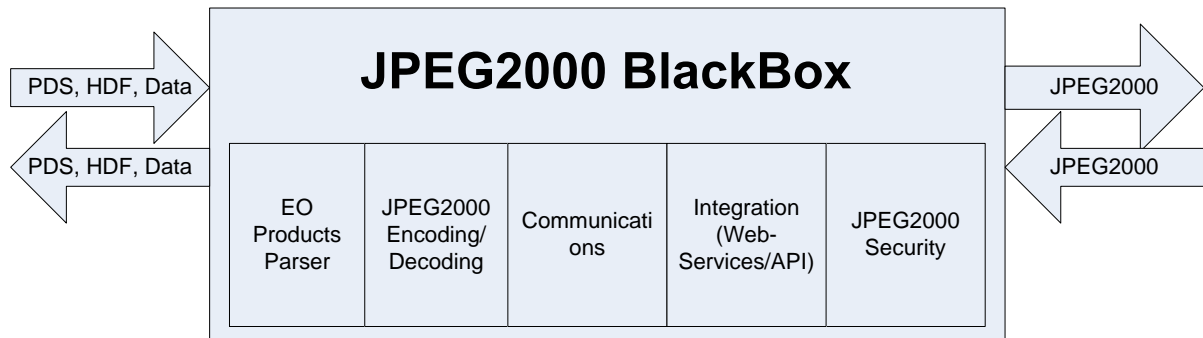 JPEG2000 BlackBox
PDS, HDF, Data
JPEG2000
PDS, HDF, Data
JPEG2000
EO
Products
Parser
JPEG2000
Encoding/
Decoding
Communicati
ons
Integration
(Web-
Services/API)
JPEG2000
Security